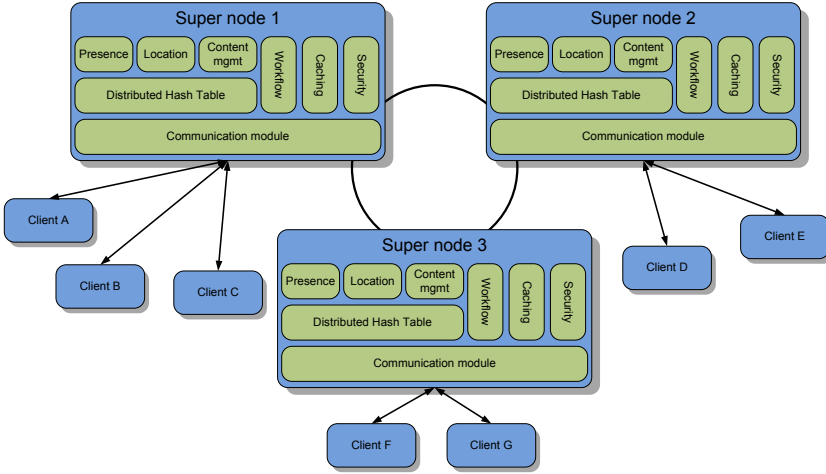 Super node 1
Presence
Location
Content
mgmt
Workflow
Caching
Security
Distributed Hash Table
Communication module
Super node 2
Presence
Location
Content
mgmt
Workflow
Caching
Security
Distributed Hash Table
Communication module
Client A
Client B
Client C
Super node 3
Presence
Location
Content
mgmt
Workflow
Caching
Security
Distributed Hash Table
Communication module
Client D
Client E
Client F
Client G